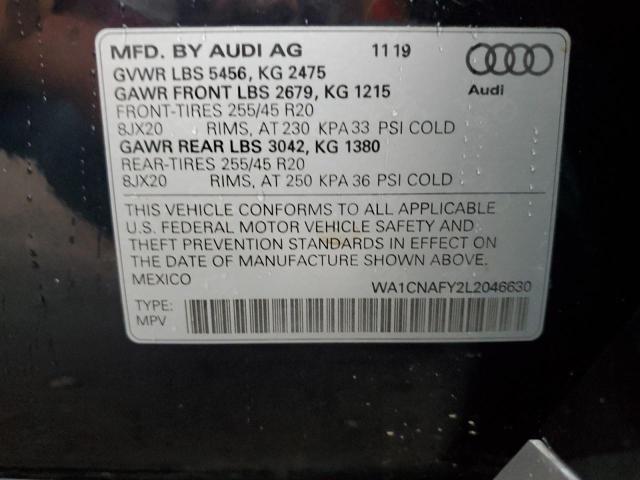 MFD. BY AUDI AG 11 19
GVWR LBS 5456, KG 2475
GAWR FRONT LBS 2679, KG 1215
Audi
FRONT-TIRES 255/45 R20
8JX20 RIMS, AT 230 KPA 33 PSI COLD
GAWR REAR LBS 3042, KG 1380
REAR-TIRES 255/45 R20
8JX20 RIMS, AT 250 KPA 36 PSI COLD
THIS VEHICLE CONFORMS TO ALL APPLICABLE
U.S. FEDERAL MOTOR VEHICLE SAFETY AND
THEFT PREVENTION STANDARDS IN EFFECT ON
THE DATE OF MANUFACTURE SHOWN ABOVE.
MEXICO WA1CNAFY2L2046630
TYPE:
MPV